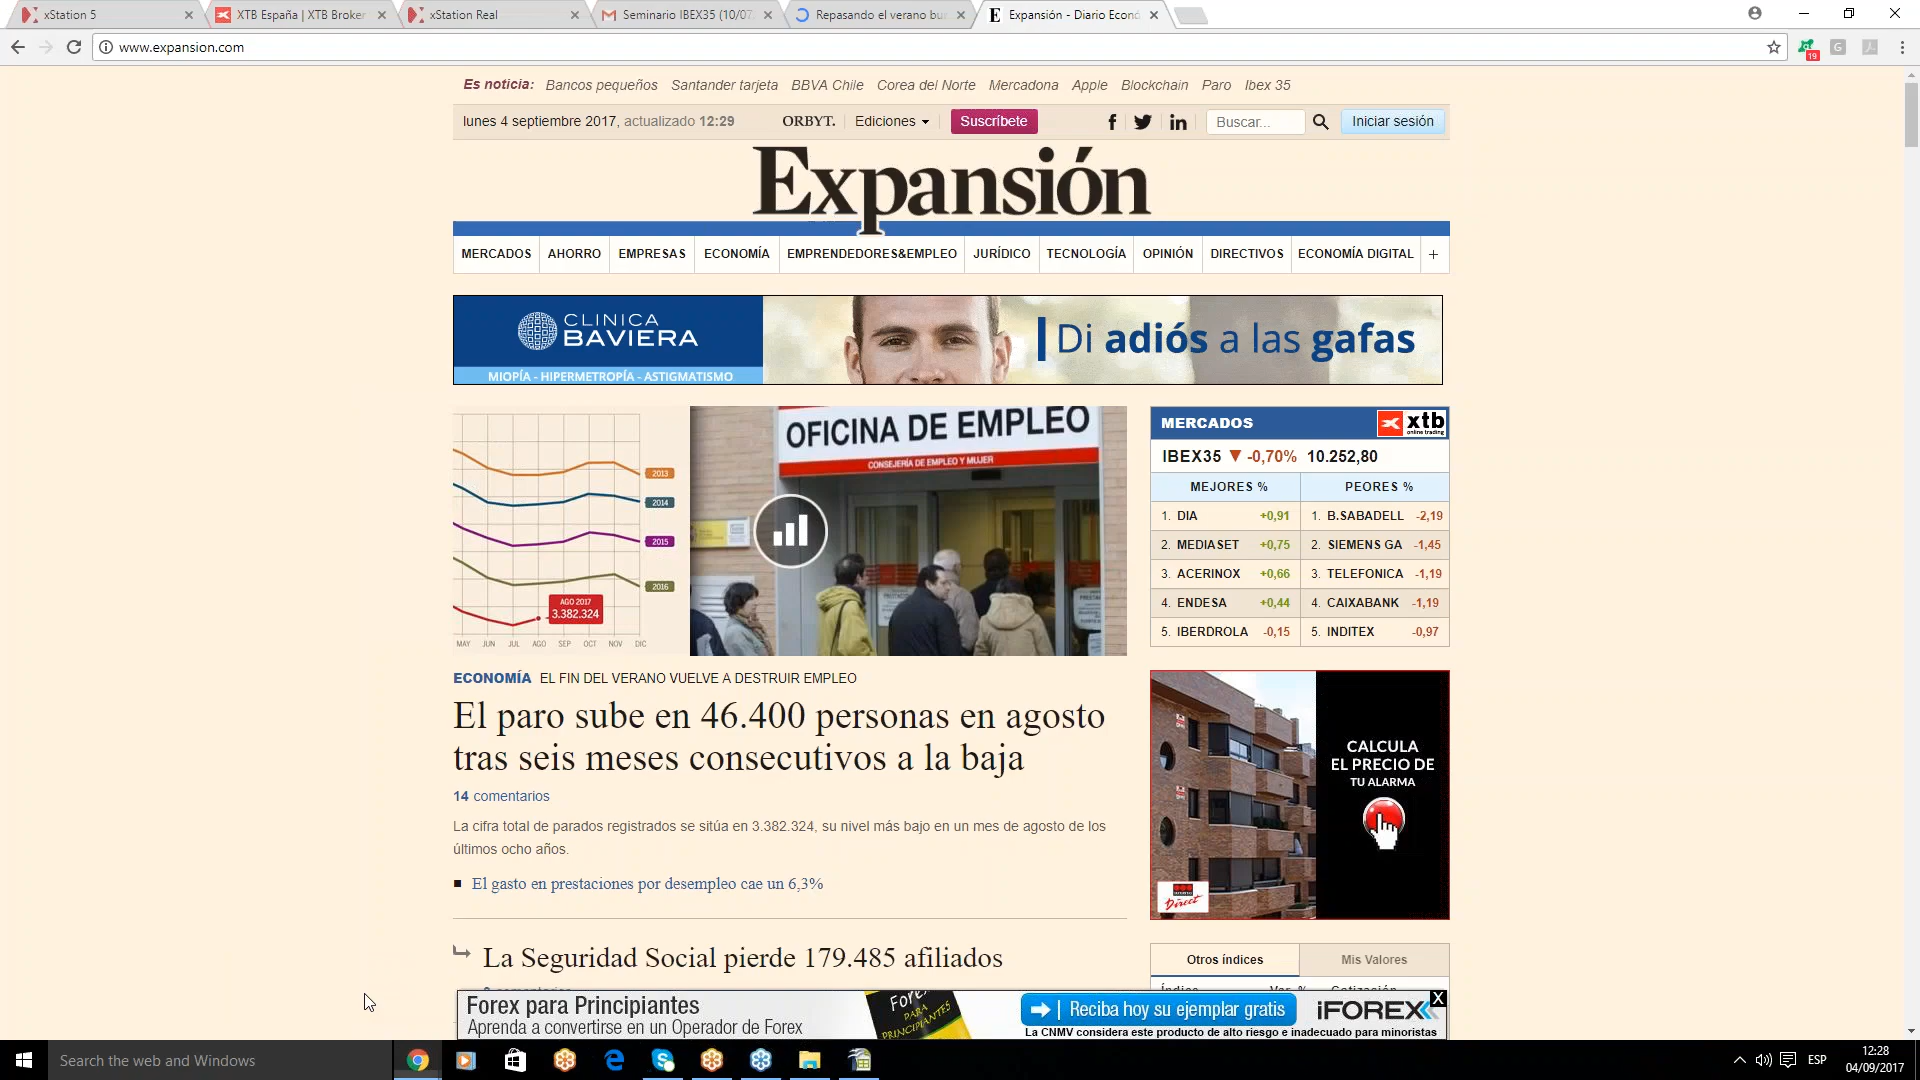 xStation 5
XTB España | XTB Broker
xStation Real
Seminario IBEX35 (10/07
Repasando el verano bu
Expansión - Diario Econó
www.expansion.com
19
Es noticia: Bancos pequeños Santander tarjeta BBVA Chile Corea del Norte Mercadona Apple Blockchain Paro Ibex 35
lunes 4 septiembre 2017, actualizado 12:29
ORBYT.
Ediciones
Suscríbete
Buscar...
Iniciar sesión
Expansión
MERCADOS AHORRO EMPRESAS ECONOMÍA EMPRENDEDORES&EMPLEO JURÍDICO TECNOLOGÍA OPINIÓN DIRECTIVOS ECONOMÍA DIGITAL +
CLINICA
BAVIERA
MIOPÍA - HIPERMETROPÍA - ASTIGMATISMO
Di adiós a las gafas
2013
2014
2015
2016
AGO 2017
3.382.324
MAY JUN JUL AGO SEP OCT NOV DIC
OFICINA DE EMPLEO
CONSEJERÍA DE EMPLEO Y MUJER
MERCADOS
xtb
online trading
IBEX35 ▼ -0,70% 10.252,80
MEJORES % PEORES %
1. DIA +0,91 1. B.SABADELL -2,19
2. MEDIASET +0,75 2. SIEMENS GA -1,45
3. ACERINOX +0,66 3. TELEFONICA -1,19
4. ENDESA +0,44 4. CAIXABANK -1,19
5. IBERDROLA -0,15 5. INDITEX -0,97
ECONOMÍA EL FIN DEL VERANO VUELVE A DESTRUIR EMPLEO
El paro sube en 46.400 personas en agosto
tras seis meses consecutivos a la baja
14 comentarios
La cifra total de parados registrados se sitúa en 3.382.324, su nivel más bajo en un mes de agosto de los
últimos ocho años.
El gasto en prestaciones por desempleo cae un 6,3%
CALCULA
EL PRECIO DE
TU ALARMA
Direct
La Seguridad Social pierde 179.485 afiliados
Otros índices
Mis Valores
Índice Var. % Cotización
Forex para Principiantes
Aprenda a convertirse en un Operador de Forex
Forex
PARA
PRINCIPIANTES
Reciba hoy su ejemplar gratis
iFOREX
X
La CNMV considera este producto de alto riesgo e inadecuado para minoristas
Search the web and Windows
ESP
12:28
04/09/2017